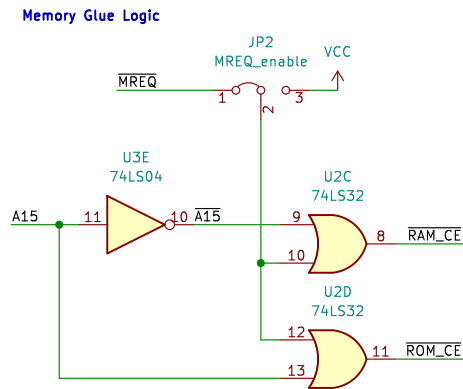 Memory Glue Logic
JP2
MREQ_enable
VCC
MREQ
1
2
3
U3E
74LS04
U2C
74LS32
A15
11
10
A15
9
10
8
RAM_CE
U2D
74LS32
12
13
11
ROM_CE